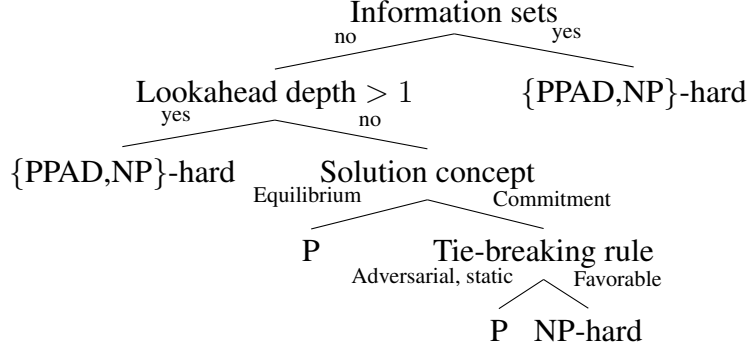 Information sets
no
yes
Lookahead depth > 1
{PPAD,NP}-hard
yes
no
{PPAD,NP}-hard
Solution concept
Equilibrium
Commitment
P
Tie-breaking rule
Adversarial, static
Favorable
P
NP-hard